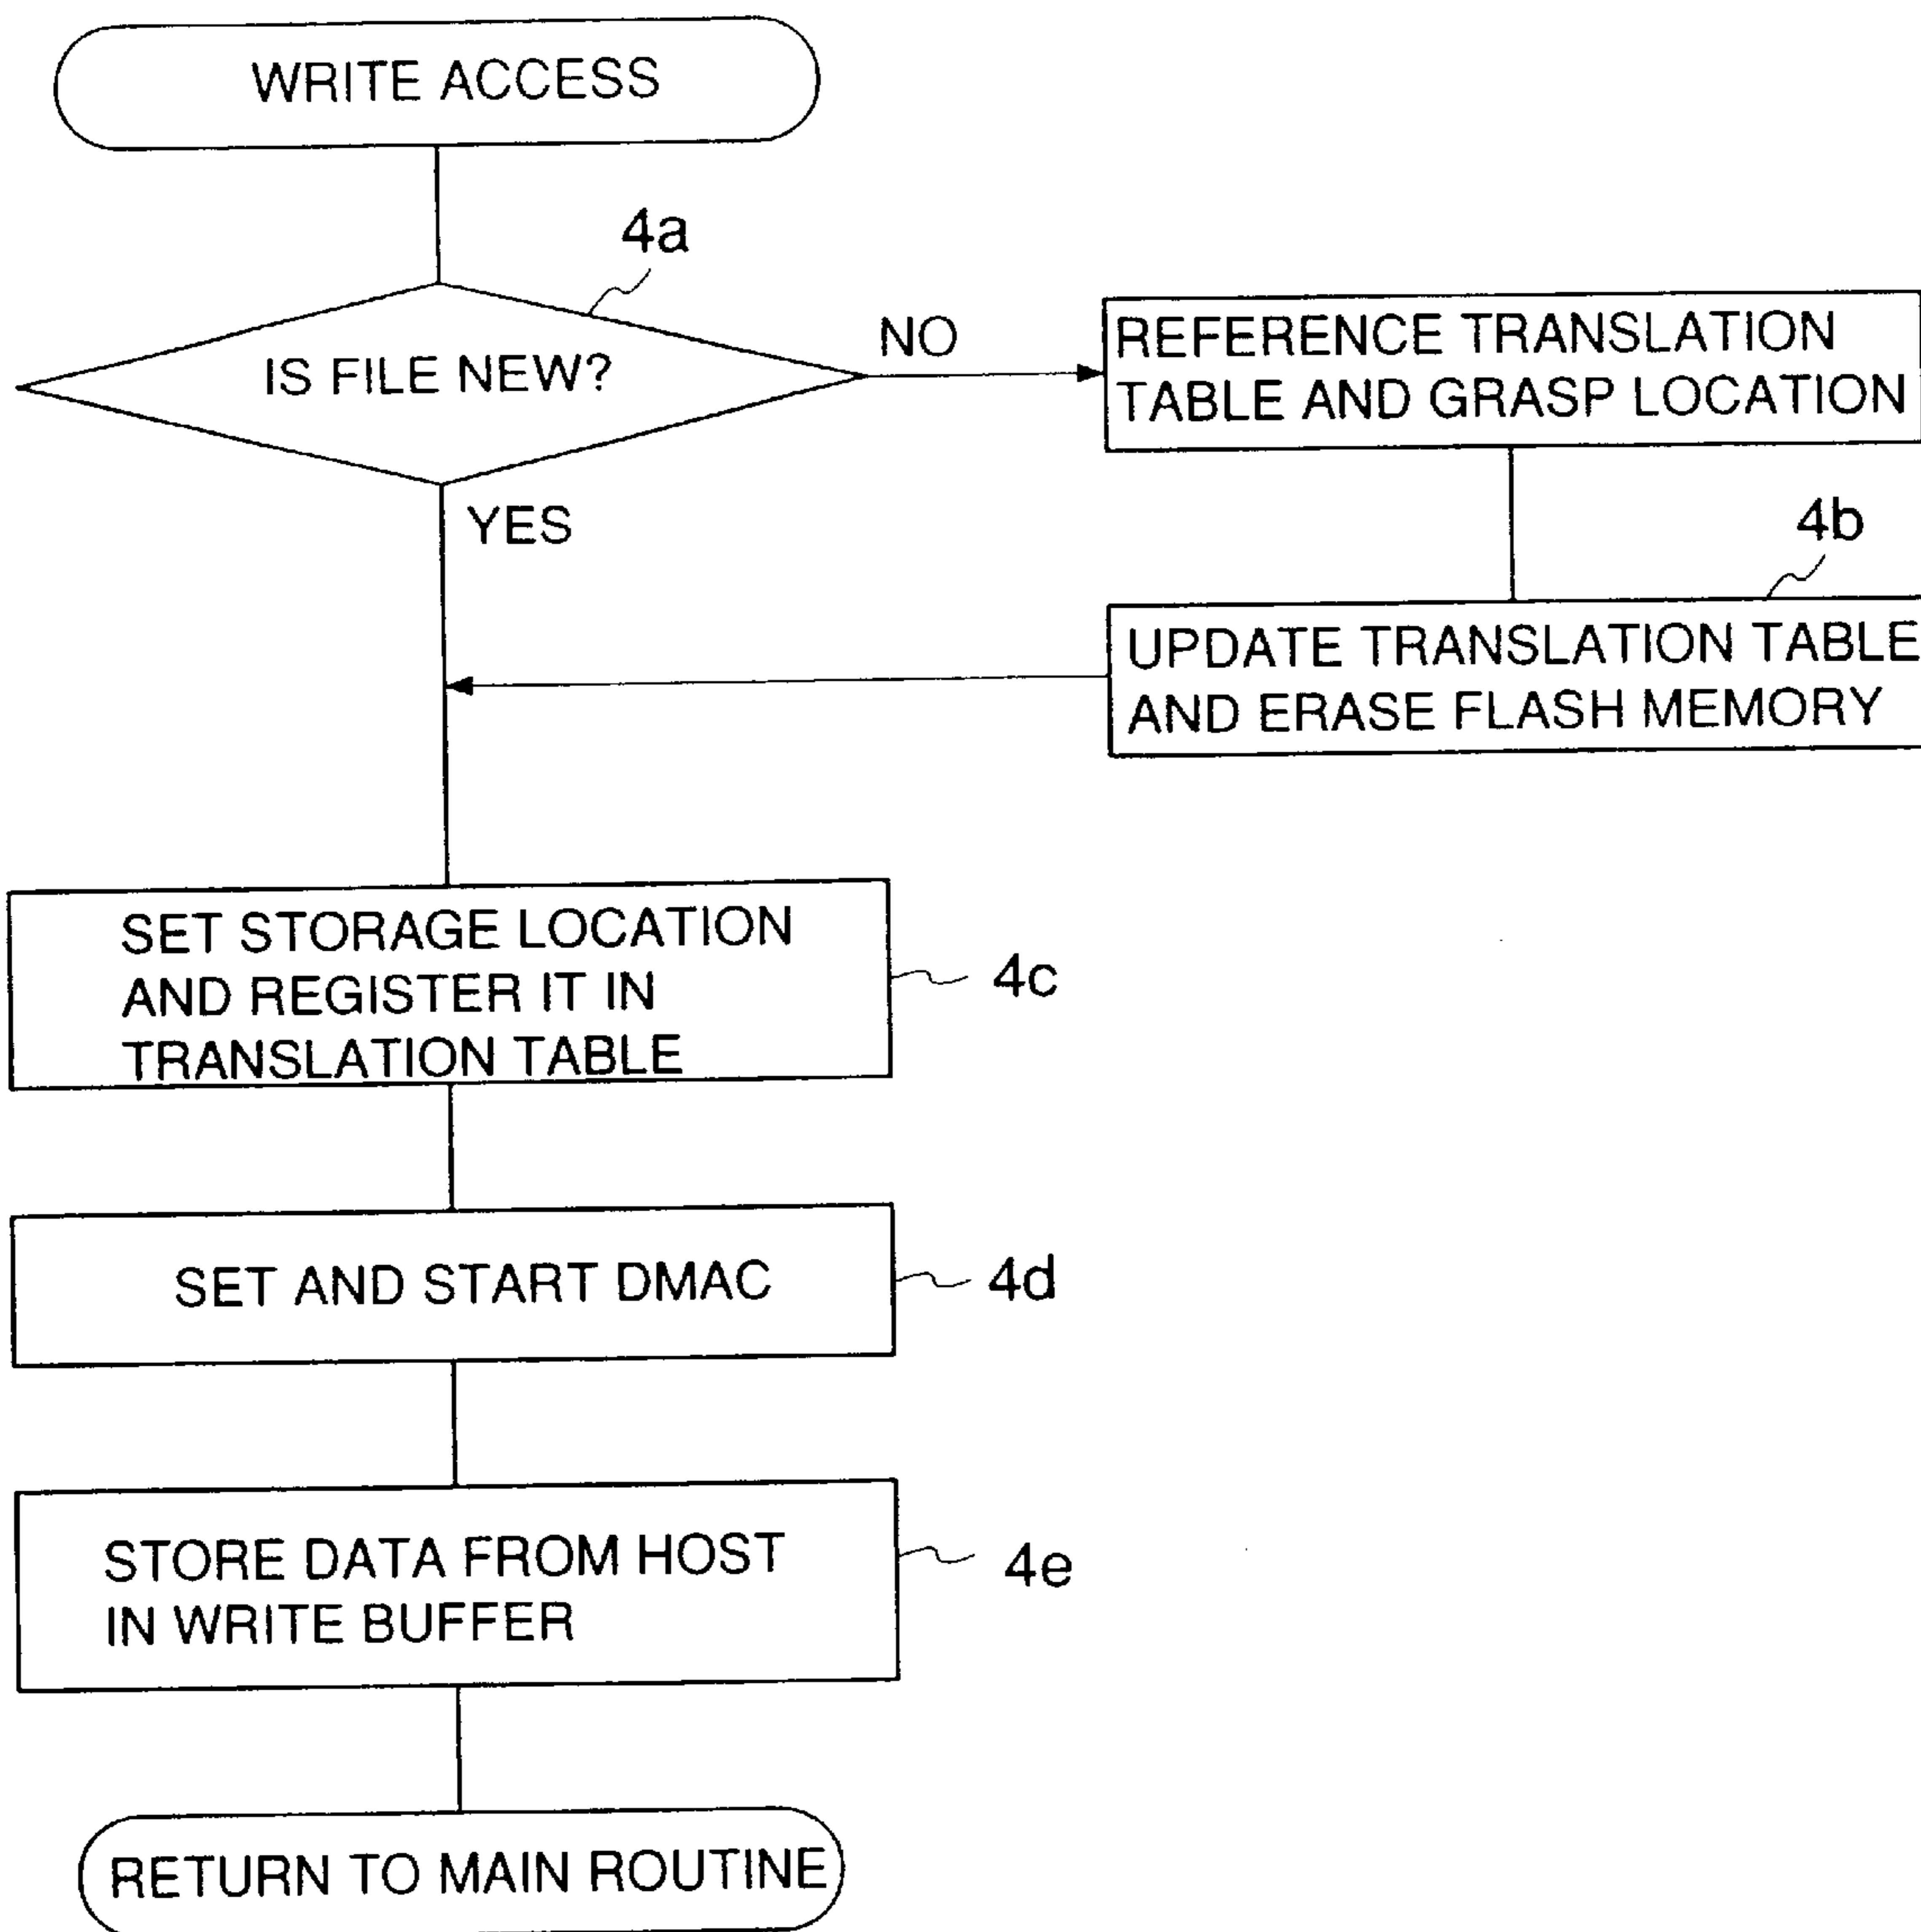 WRITE ACCESS
4a
IS FILE NEW?
NO
REFERENCE TRANSLATION
TABLE AND GRASP LOCATION
YES
4b
UPDATE TRANSLATION TABLE
AND ERASE FLASH MEMORY
SET STORAGE LOCATION
AND REGISTER IT IN
TRANSLATION TABLE
4c
SET AND START DMAC
4d
STORE DATA FROM HOST
IN WRITE BUFFER
4e
RETURN TO MAIN ROUTINE